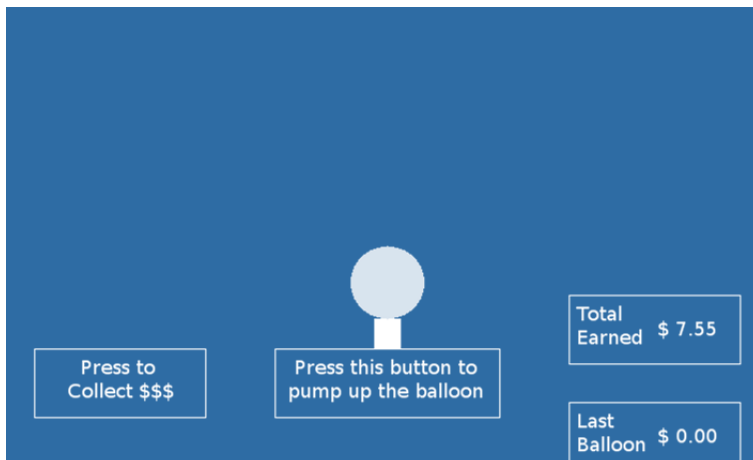 Press to
Collect $$$
Press this button to
pump up the balloon
Total
Earned $ 7.55
Last
Balloon $ 0.00